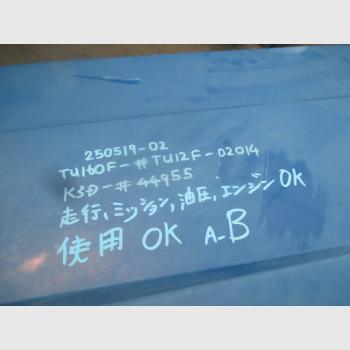 250519-02
TU160F-#TU12F-02014
K3D-#44955
走行,ミッション,油圧,エンジンOK
使用 OK A-B